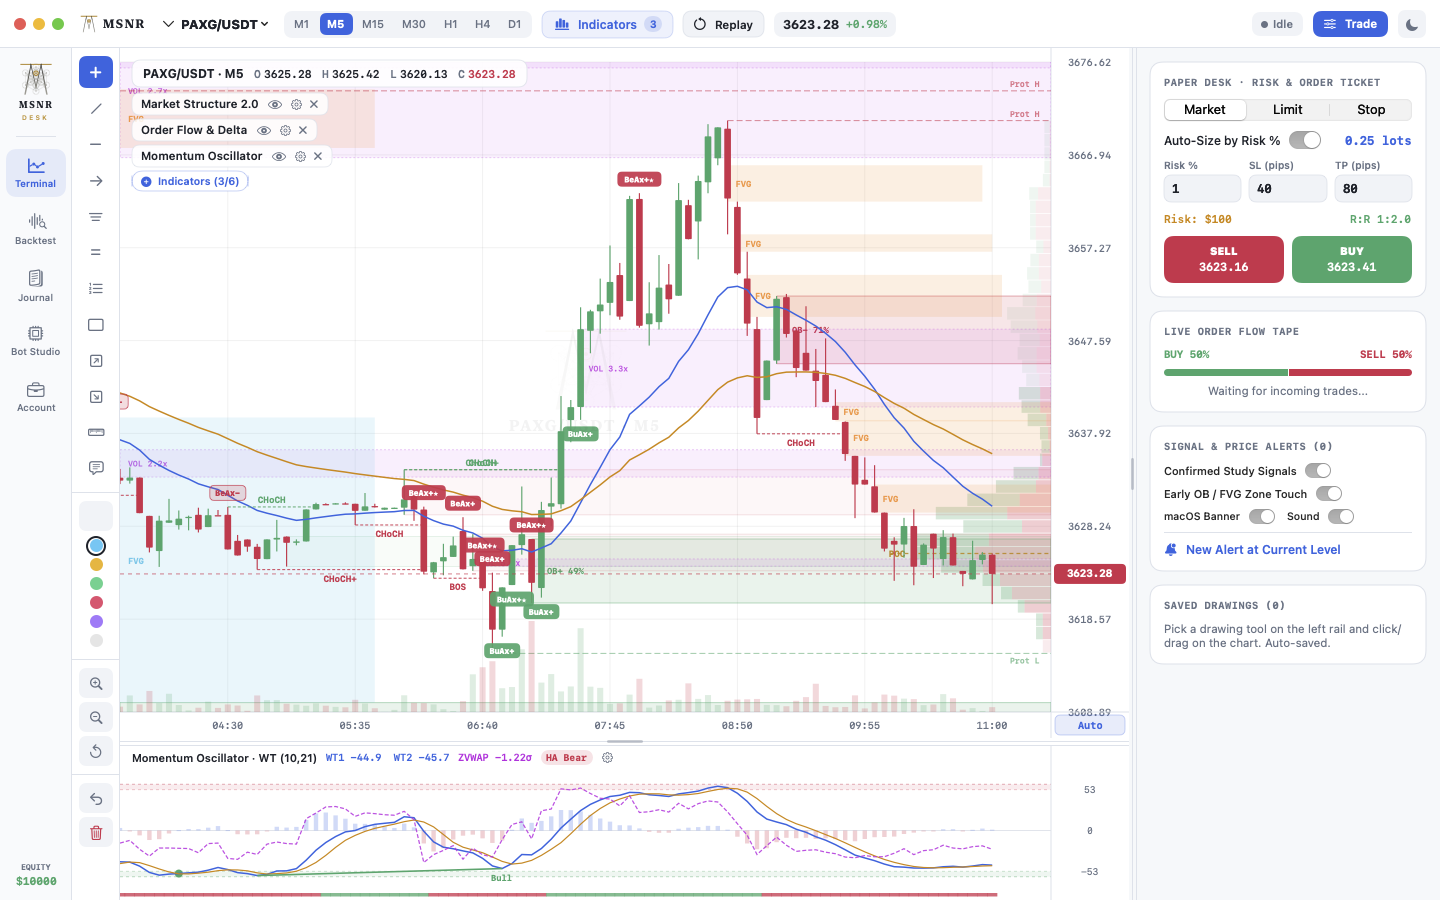 MSNR
PAXG/USDT
M1 M5 M15 M30 H1 H4 D1
Indicators 3
Replay
3623.28 +0.98%
Idle
Trade
MSNR
DESK
Terminal
Backtest
Journal
Bot Studio
Account
EQUITY
$10000
PAXG/USDT · M5 O 3625.28 H 3625.42 L 3620.13 C 3623.28
Market Structure 2.0
Order Flow & Delta
Momentum Oscillator
Indicators (3/6)
Prot H
Prot H
FVG
BeAx+★
FVG
FVG
FVG
OB- 71%
VOL 3.3x
FVG
FVG
CHoCH
BuAx+
VOL 2.2x
CHoCH+
BeAx-
CHoCH
BeAx+★
BeAx+
FVG
CHoCH
BeAx+★
BeAx+★
BeAx+
POC
FVG
OB+ 49%
CHoCH+
BOS
BuAx+★
BuAx+
BuAx+
Prot L
3676.62
3666.94
3657.27
3647.59
3637.92
3628.24
3623.28
3618.57
3608.89
04:30 05:35 06:40 07:45 08:50 09:55 11:00
Auto
Momentum Oscillator · WT (10,21) WT1 -44.9 WT2 -45.7 ZVWAP -1.22σ HA Bear
53
0
-53
Bull
PAPER DESK · RISK & ORDER TICKET
Market Limit Stop
Auto-Size by Risk % 0.25 lots
Risk % SL (pips) TP (pips)
1 40 80
Risk: $100 R:R 1:2.0
SELL BUY
3623.16 3623.41
LIVE ORDER FLOW TAPE
BUY 50% SELL 50%
Waiting for incoming trades...
SIGNAL & PRICE ALERTS (0)
Confirmed Study Signals
Early OB / FVG Zone Touch
macOS Banner Sound
New Alert at Current Level
SAVED DRAWINGS (0)
Pick a drawing tool on the left rail and click/
drag on the chart. Auto-saved.